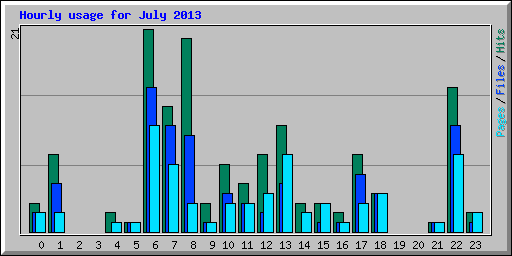 Hourly usage for July 2013
21
Pages/Files/Hits
0 1 2 3 4 5 6 7 8 9 10 11 12 13 14 15 16 17 18 19 20 21 22 23